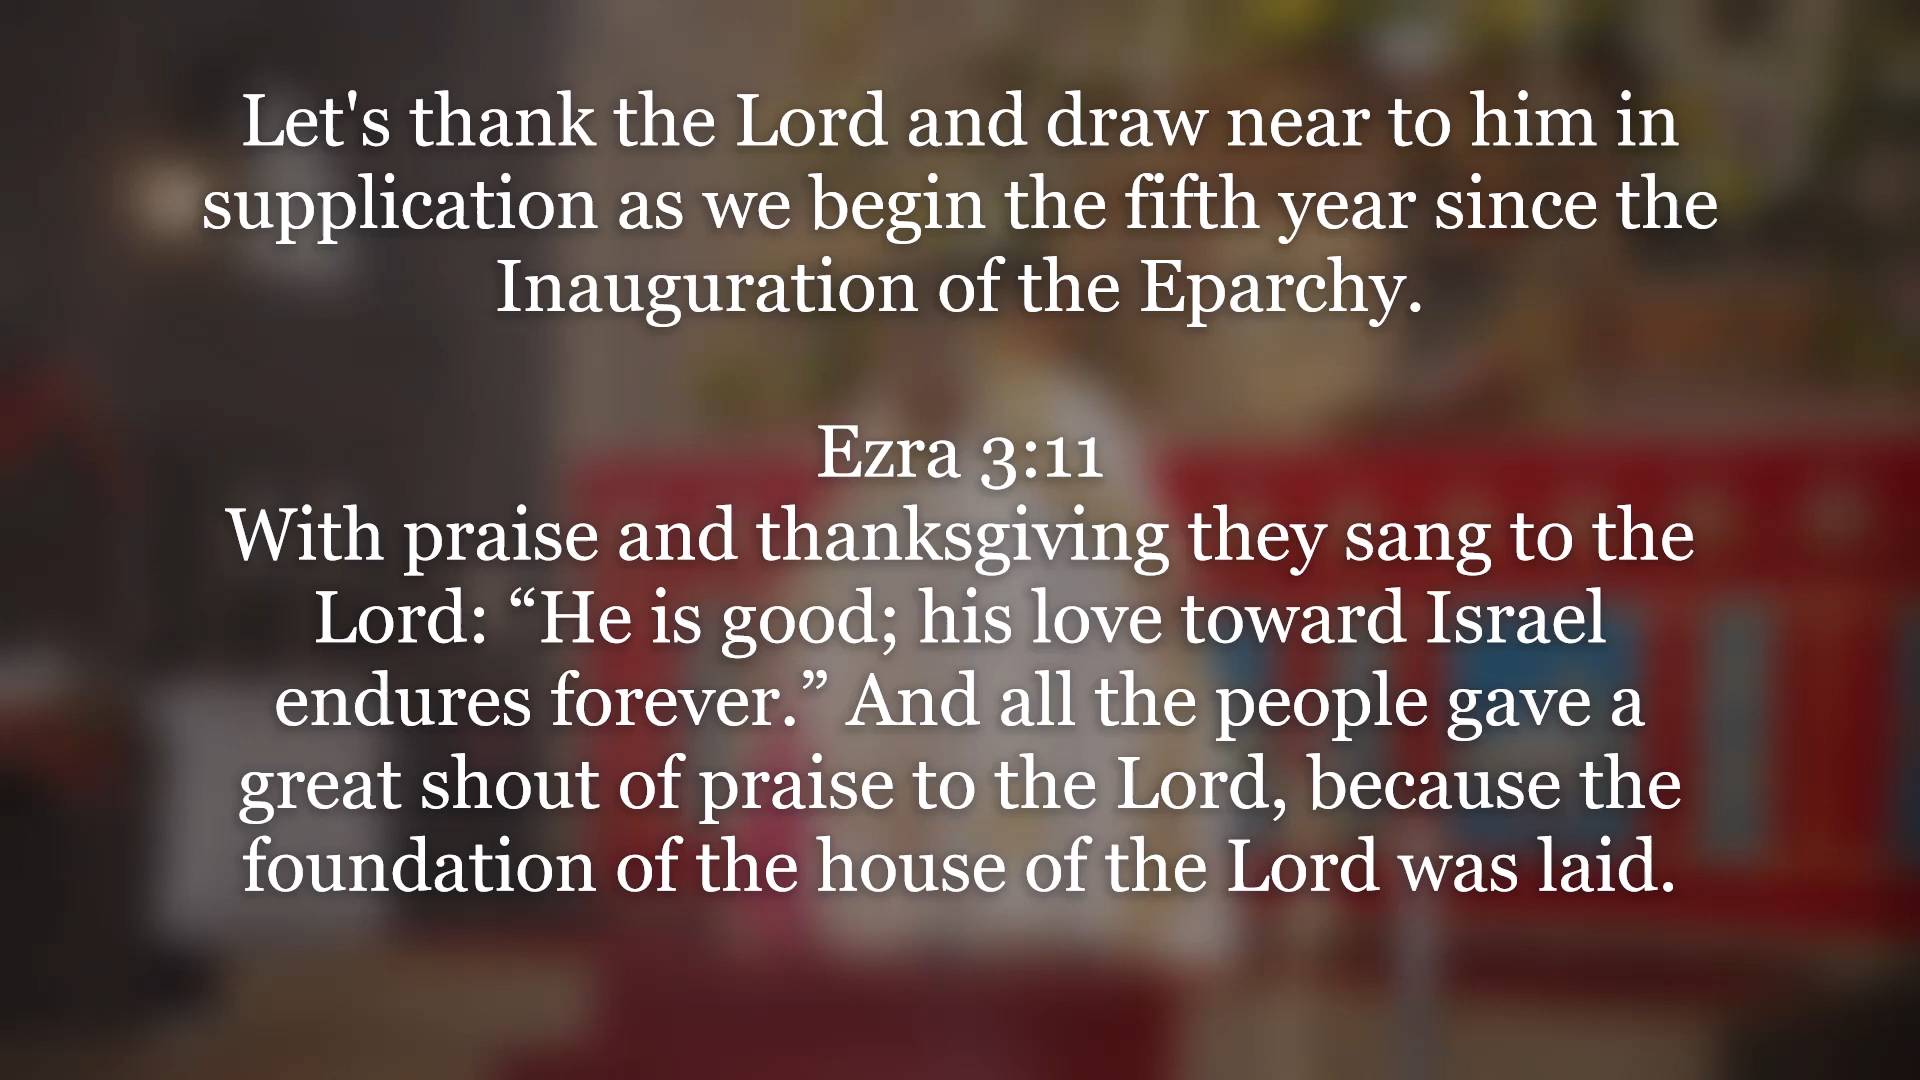 Let's thank the Lord and draw near to him in
supplication as we begin the fifth year since the
Inauguration of the Eparchy.
Ezra 3:11
With praise and thanksgiving they sang to the
Lord: “He is good; his love toward Israel
endures forever.” And all the people gave a
great shout of praise to the Lord, because the
foundation of the house of the Lord was laid.